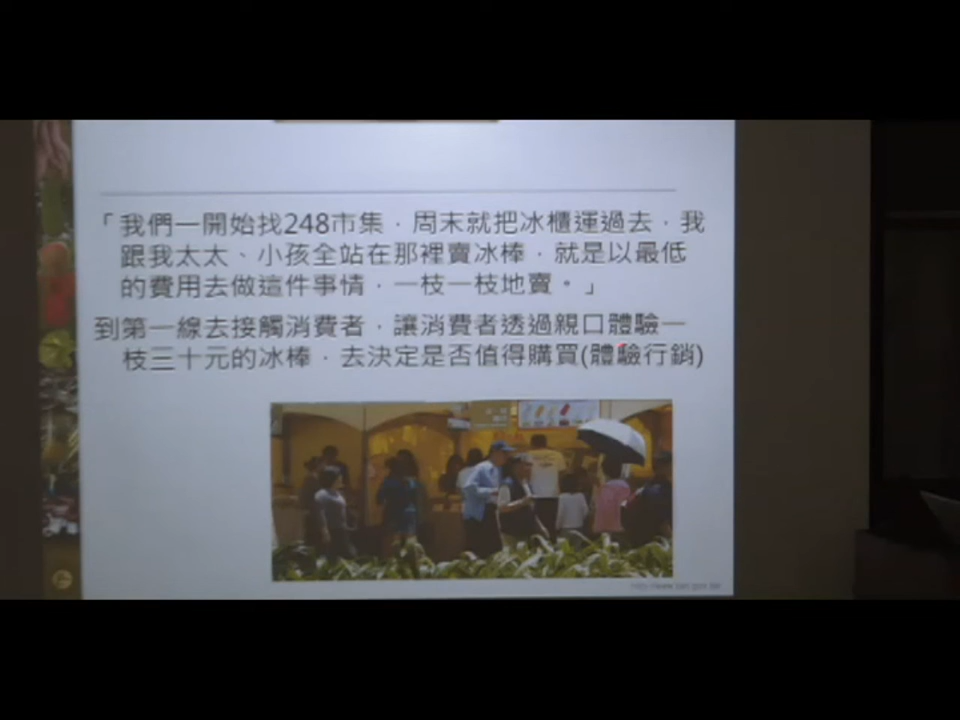 「我們一開始找248市集，周末就把冰櫃運過去，我
跟我太太、小孩全站在那裡賣冰棒，就是以最低
的費用去做這件事情，一枝一枝地賣。」
到第一線去接觸消費者，讓消費者透過親口體驗一
枝三十元的冰棒，去決定是否值得購買(體驗行銷)